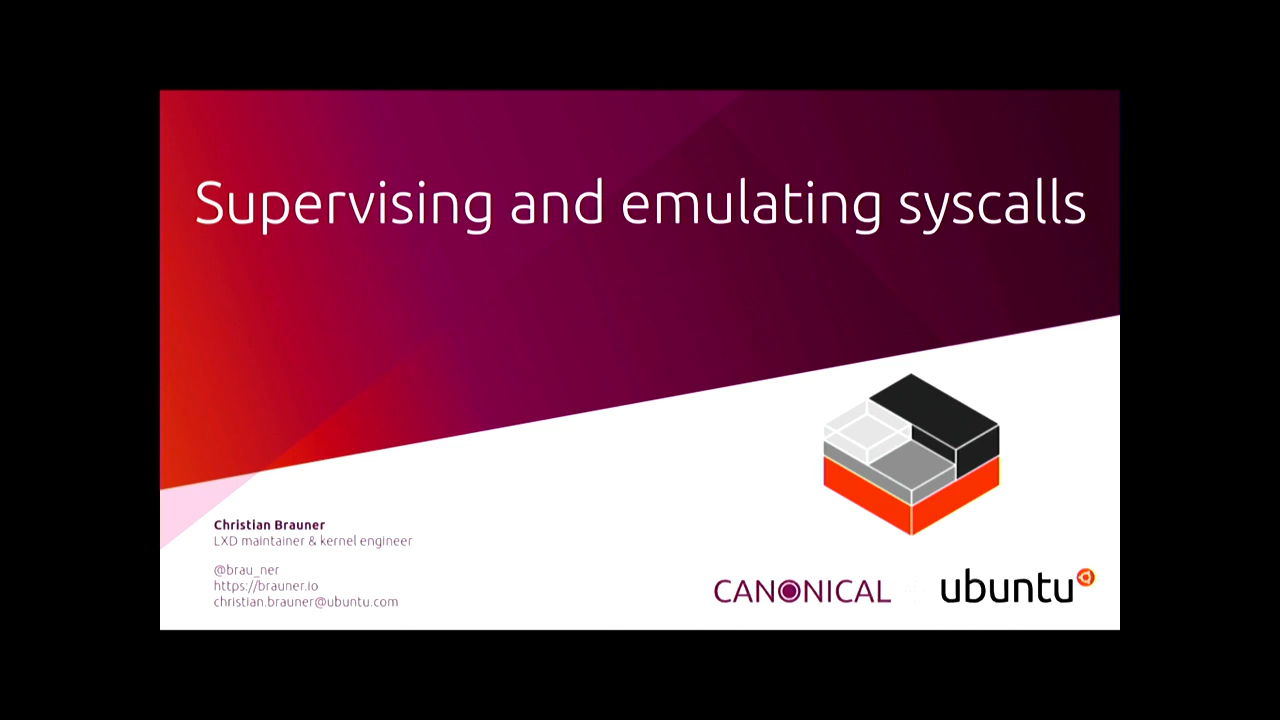 Supervising and emulating syscalls
Christian Brauner
LXD maintainer & kernel engineer
@brau_ner
https://brauner.io
christian.brauner@ubuntu.com
CANONICAL
ubuntu